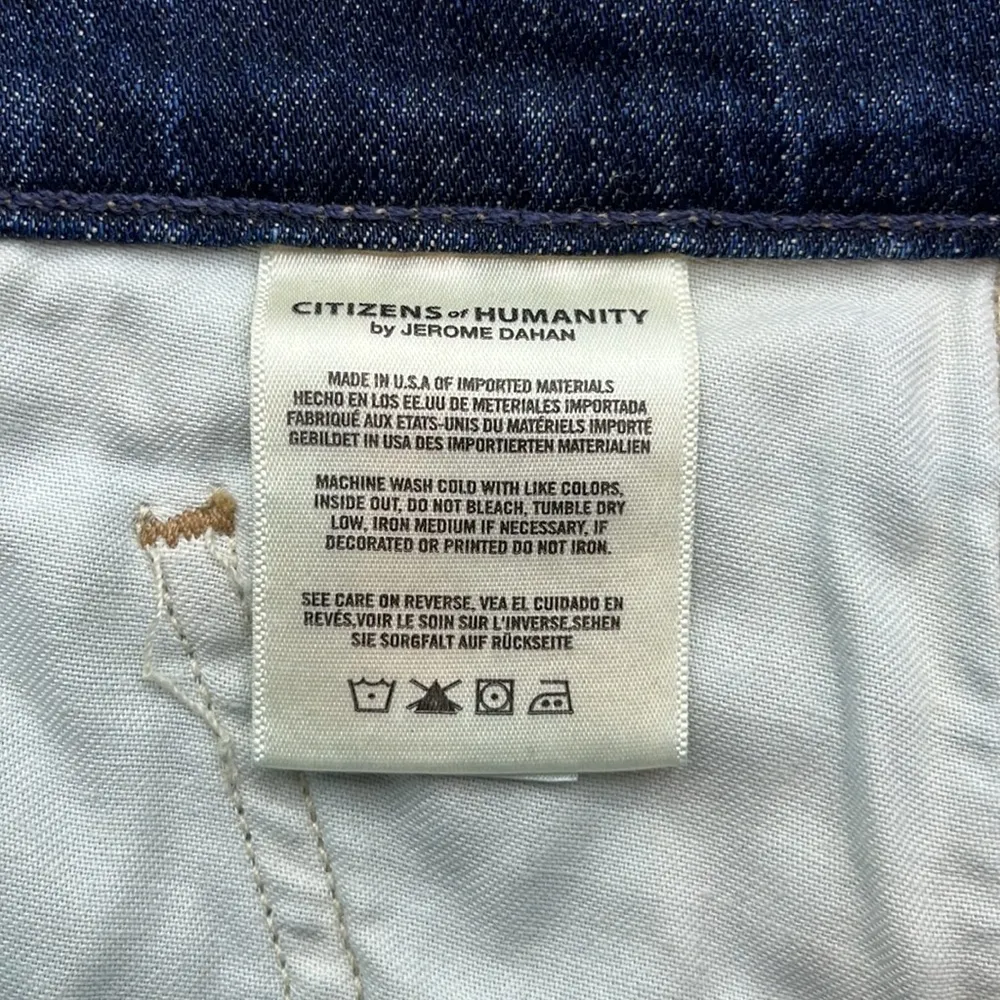 CITIZENS of HUMANITY
by JEROME DAHAN
MADE IN U.S.A OF IMPORTED MATERIALS
HECHO EN LOS EE.UU DE METERIALES IMPORTADA
FABRIQUÉ AUX ETATS-UNIS DU MATÉRIELS IMPORTÉ
GEBILDET IN USA DES IMPORTIERTEN MATERIALIEN
MACHINE WASH COLD WITH LIKE COLORS,
INSIDE OUT, DO NOT BLEACH, TUMBLE DRY
LOW, IRON MEDIUM IF NECESSARY, IF
DECORATED OR PRINTED DO NOT IRON.
SEE CARE ON REVERSE, VEA EL CUIDADO EN
REVÉS,VOIR LE SOIN SUR L'INVERSE,SEHEN
SIE SORGFALT AUF RÜCKSEITE